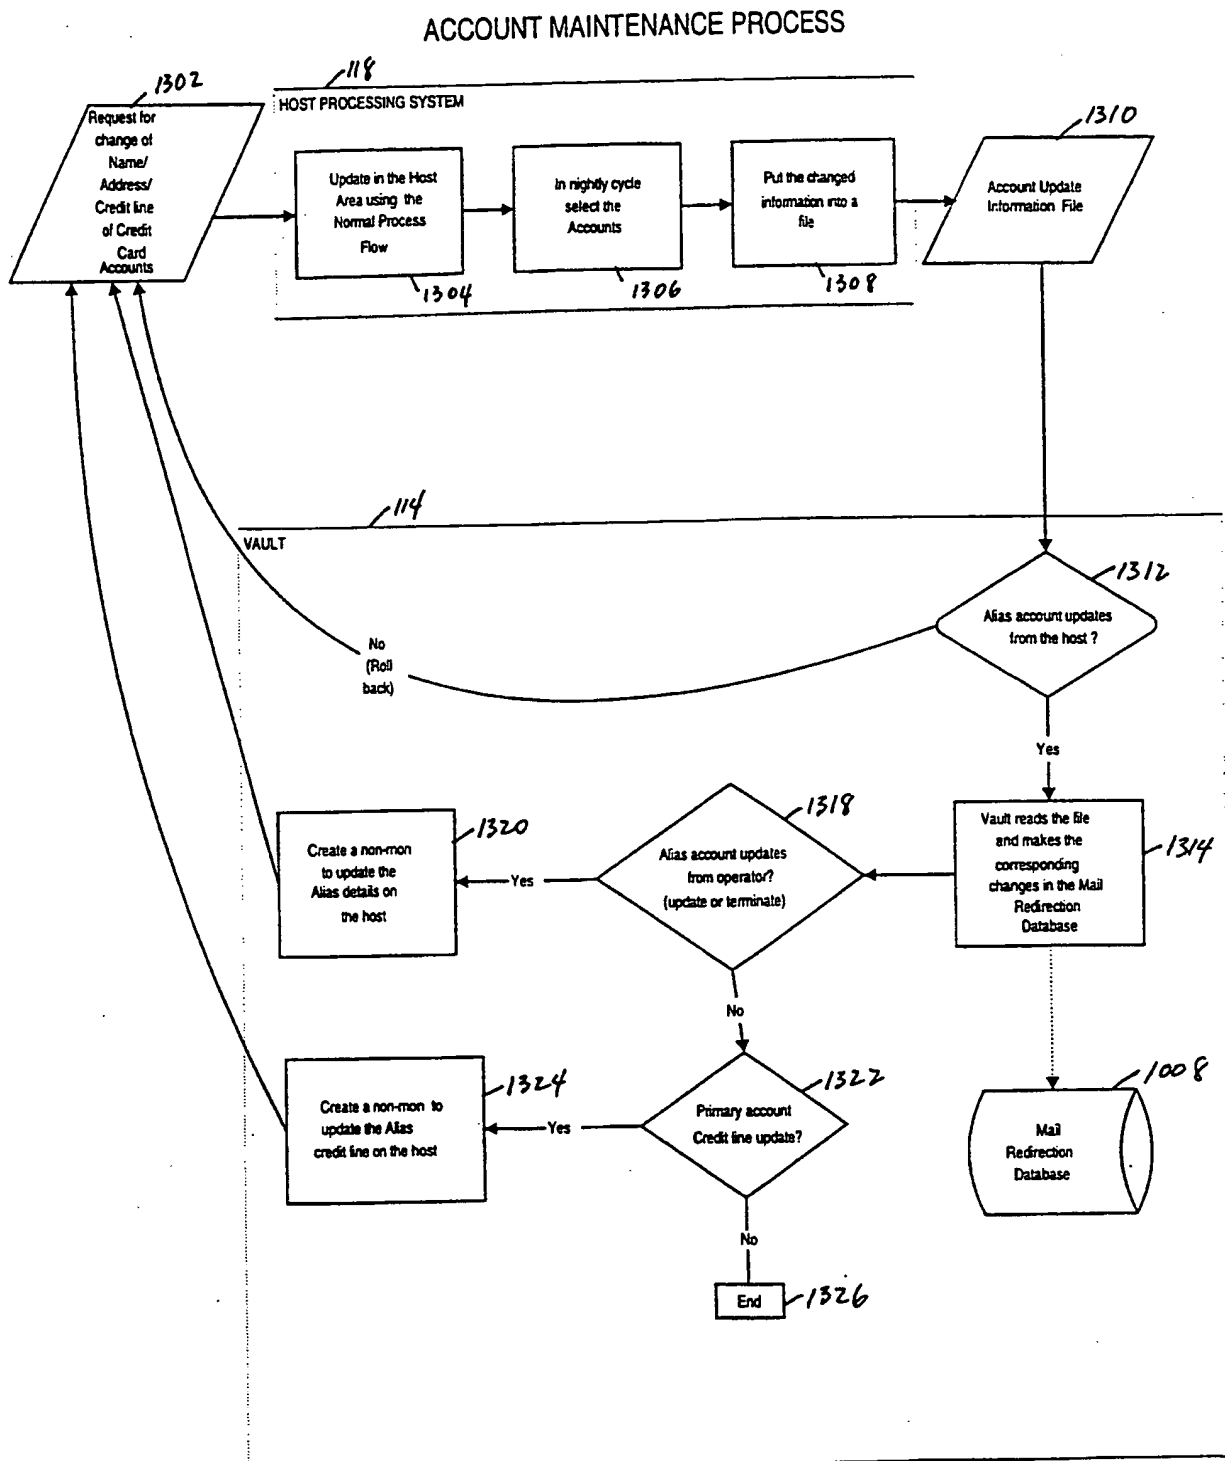 ACCOUNT MAINTENANCE PROCESS
1302
Request for
change of
Name/
Address/
Credit line
of Credit
Card
Accounts
118
HOST PROCESSING SYSTEM
Update in the Host
Area using the
Normal Process
Flow
1304
In nightly cycle
select the
Accounts
1306
Put the changed
information into a
file
1308
1310
Account Update
Information File
114
VAULT
1312
Alias account updates
from the host ?
No
(Roll
back)
Yes
1314
Vault reads the file
and makes the
corresponding
changes in the Mail
Redirection
Database
1318
Alias account updates
from operator?
(update or terminate)
Yes
1320
Create a non-mon
to update the
Alias details on
the host
No
1322
Primary account
Credit line update?
Yes
1324
Create a non-mon to
update the Alias
credit line on the host
1008
Mail
Redirection
Database
No
End
1326